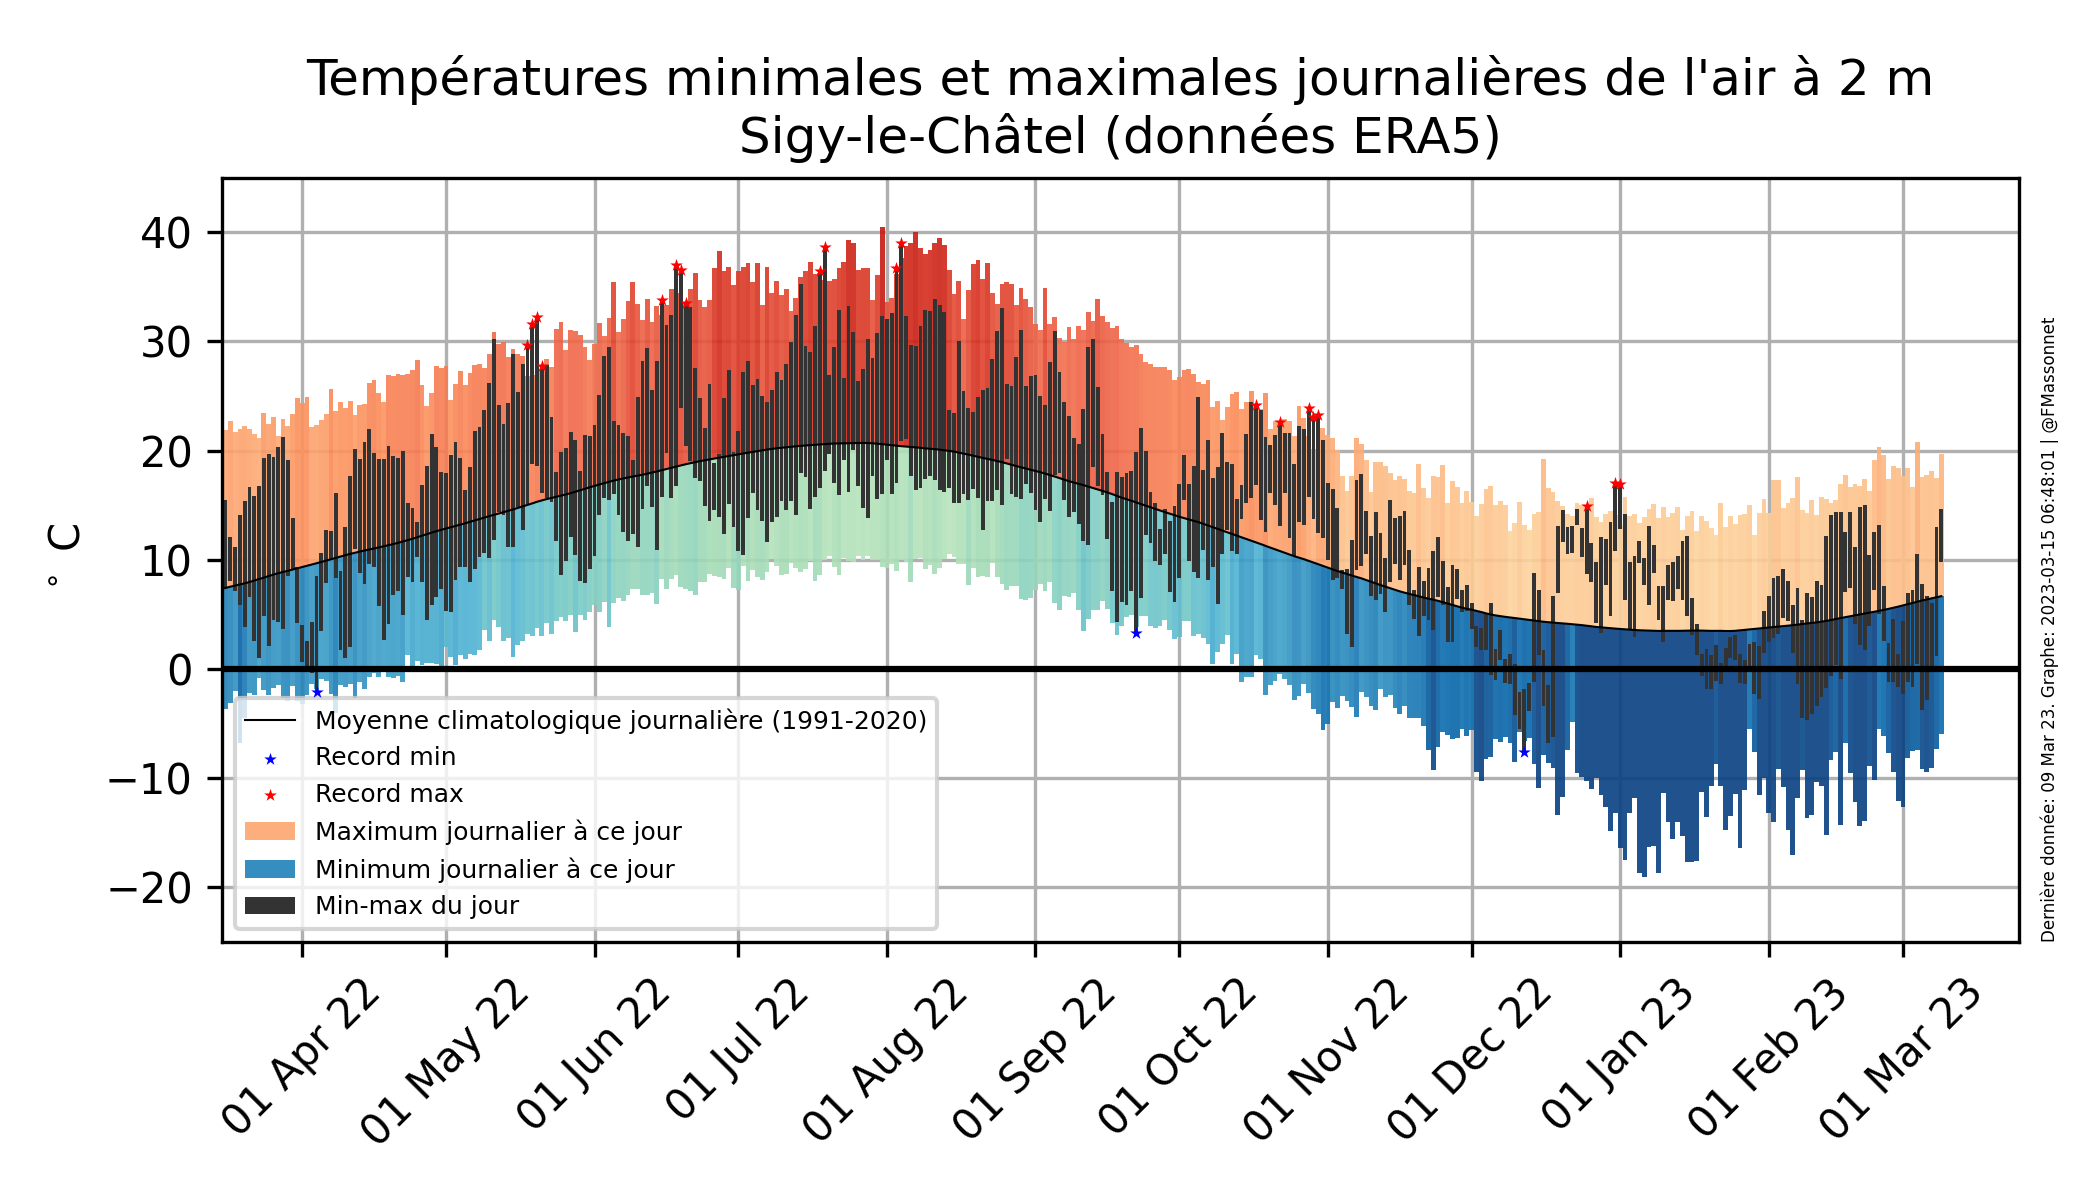 Températures minimales et maximales journalières de l'air à 2 m
Sigy-le-Châtel (données ERA5)
° C
40
30
20
10
0
−10
−20
Moyenne climatologique journalière (1991-2020)
Record min
Record max
Maximum journalier à ce jour
Minimum journalier à ce jour
Min-max du jour
01 Apr 22
01 May 22
01 Jun 22
01 Jul 22
01 Aug 22
01 Sep 22
01 Oct 22
01 Nov 22
01 Dec 22
01 Jan 23
01 Feb 23
01 Mar 23
Dernière donnée: 09 Mar 23. Graphe: 2023-03-15 06:48:01 | @FMassonnet